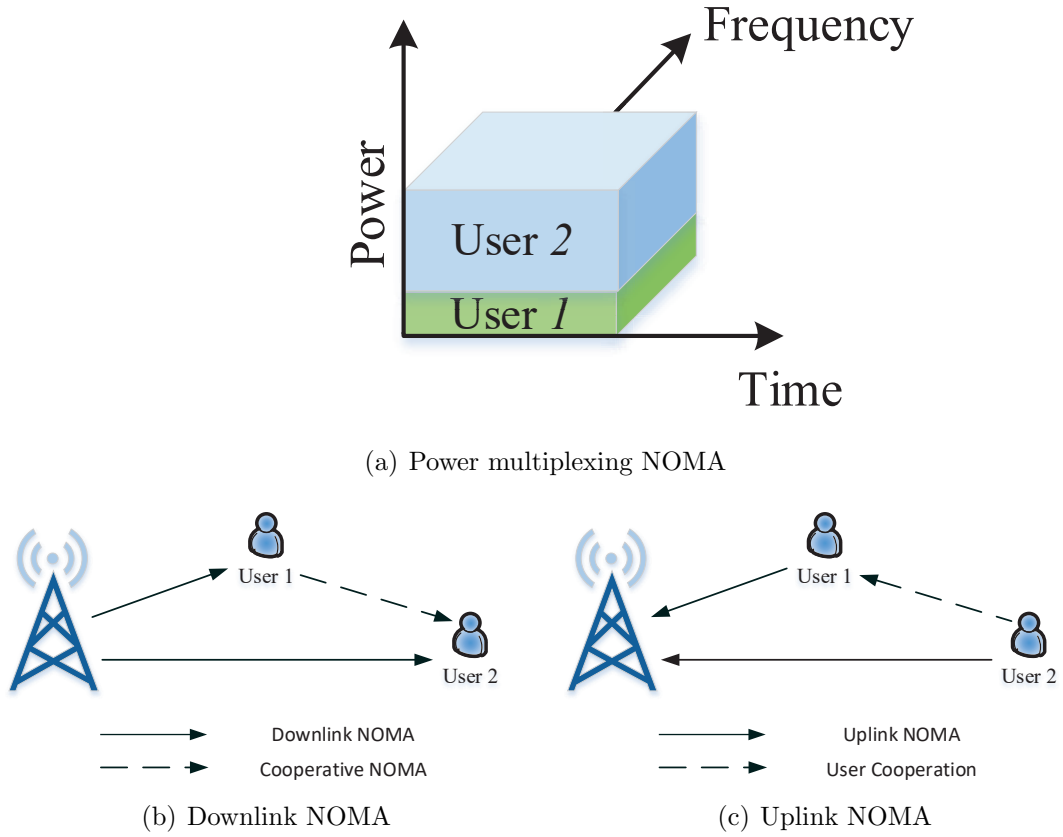 Frequency
Power
User 2
User 1
Time
(a) Power multiplexing NOMA
User 1
User 2
Downlink NOMA
Cooperative NOMA
(b) Downlink NOMA
User 1
User 2
Uplink NOMA
User Cooperation
(c) Uplink NOMA